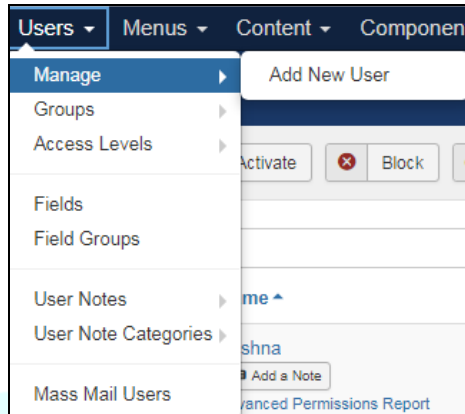 Users Menus Content Componen
Manage Add New User
Groups
Access Levels
Activate Block
Fields
Field Groups
User Notes
me
User Note Categories
shna
Add a Note
Mass Mail Users
vanced Permissions Report